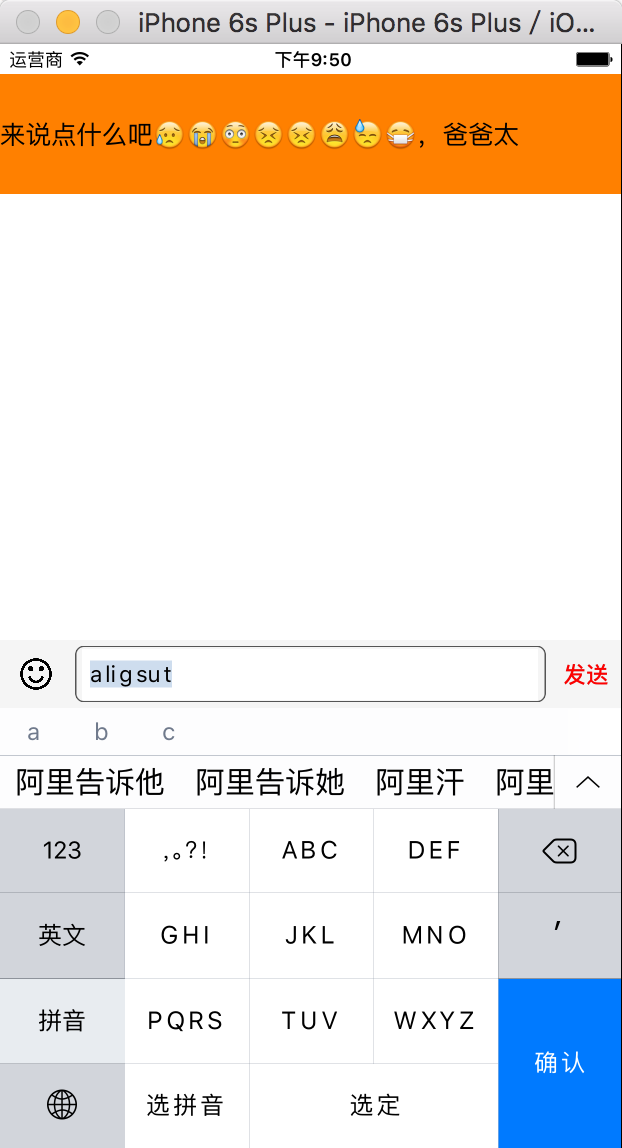 iPhone 6s Plus - iPhone 6s Plus / iO...
运营商 下午9:50
来说点什么吧😥😭😳😣😣😩😓😷，爸爸太
aligsut 发送
a b c
阿里告诉他 阿里告诉她 阿里汗 阿里
123 ,。?! ABC DEF
英文 GHI JKL MNO ′
拼音 PQRS TUV WXYZ
确认
选拼音 选定